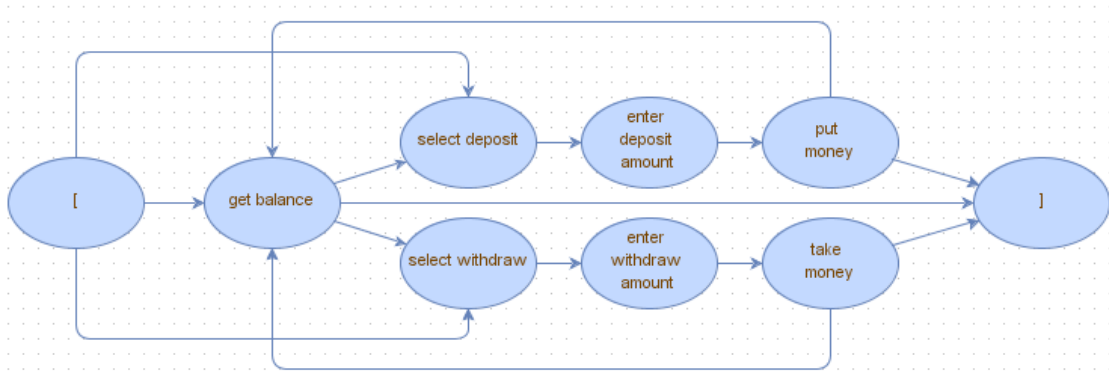 select deposit
enter
deposit
amount
put
money
[
get balance
]
select withdraw
enter
withdraw
amount
take
money